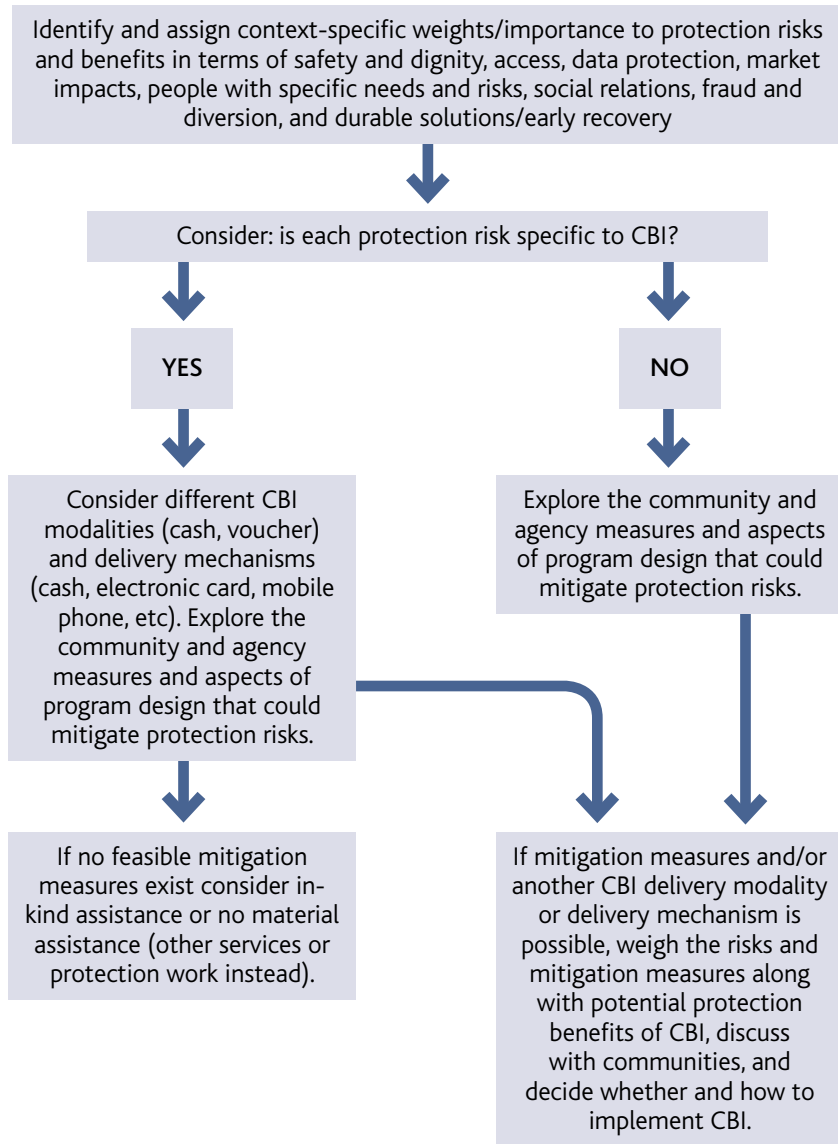 Identify and assign context-specific weights/importance to protection risks
and benefits in terms of safety and dignity, access, data protection, market
impacts, people with specific needs and risks, social relations, fraud and
diversion, and durable solutions/early recovery
Consider: is each protection risk specific to CBI?
YES
NO
Consider different CBI
modalities (cash, voucher)
and delivery mechanisms
(cash, electronic card, mobile
phone, etc). Explore the
community and agency
measures and aspects of
program design that could
mitigate protection risks.
Explore the community and
agency measures and aspects
of program design that could
mitigate protection risks.
If no feasible mitigation
measures exist consider in-
kind assistance or no material
assistance (other services or
protection work instead).
If mitigation measures and/or
another CBI delivery modality
or delivery mechanism is
possible, weigh the risks and
mitigation measures along
with potential protection
benefits of CBI, discuss
with communities, and
decide whether and how to
implement CBI.